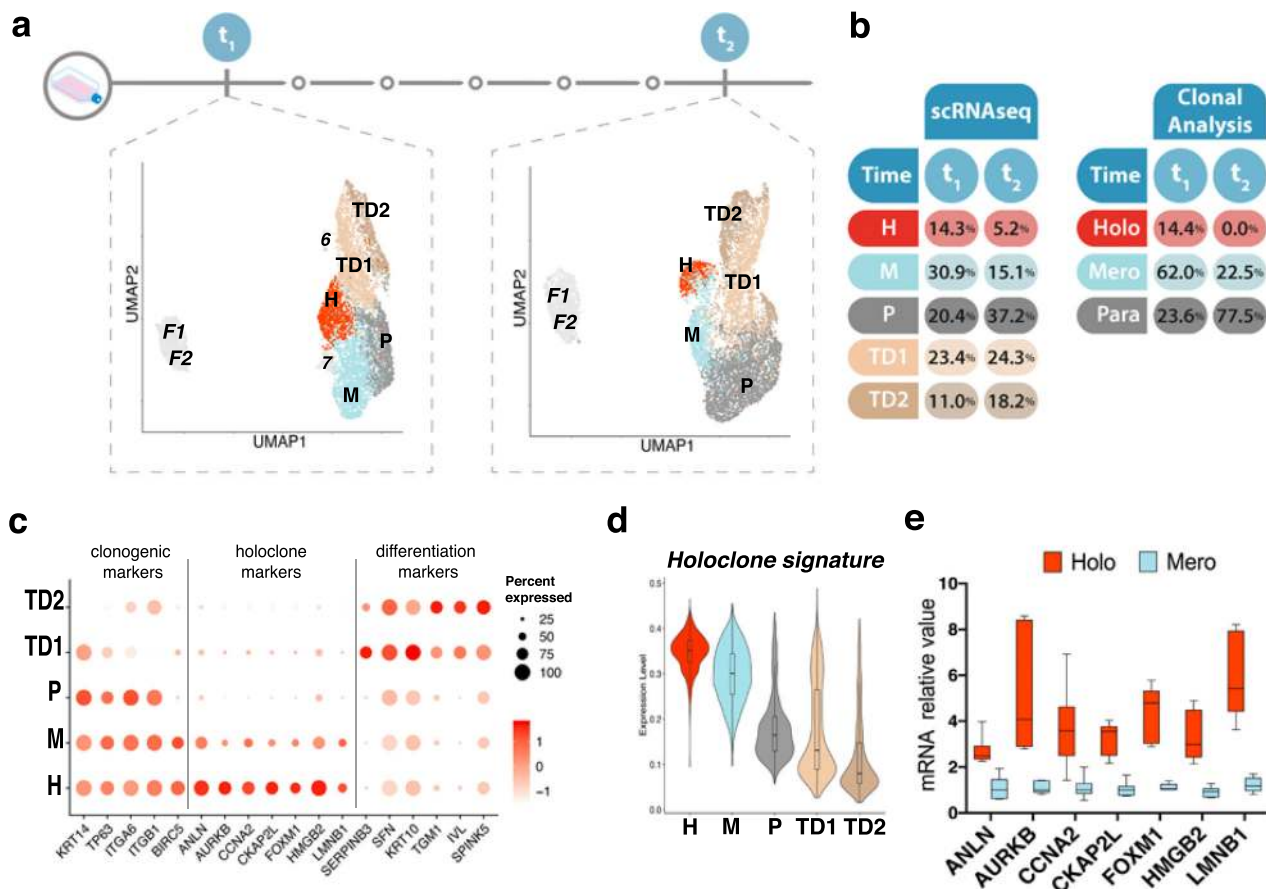 a
t1
t2
TD2
6
TD1
H
F1
F2
7
P
M
UMAP2
UMAP1
TD2
H
TD1
F1
F2
M
P
UMAP2
UMAP1
b
scRNAseq
Time t1 t2
H 14.3% 5.2%
M 30.9% 15.1%
P 20.4% 37.2%
TD1 23.4% 24.3%
TD2 11.0% 18.2%
Clonal
Analysis
Time t1 t2
Holo 14.4% 0.0%
Mero 62.0% 22.5%
Para 23.6% 77.5%
c
clonogenic
markers
holoclone
markers
differentiation
markers
TD2
TD1
P
M
H
KRT14
TP63
ITGA6
ITGB1
BIRC5
ANLN
AURKB
CCNA2
CKAP2L
FOXM1
HMGB2
LMNB1
SERPINB3
SFN
KRT10
TGM1
IVL
SPINK5
Percent
expressed
25
50
75
100
1
0
−1
d
Holoclone signature
Expression Level
0.5
0.4
0.3
0.2
0.1
0.0
H M P TD1 TD2
e
Holo Mero
mRNA relative value
10
8
6
4
2
0
ANLN
AURKB
CCNA2
CKAP2L
FOXM1
HMGB2
LMNB1